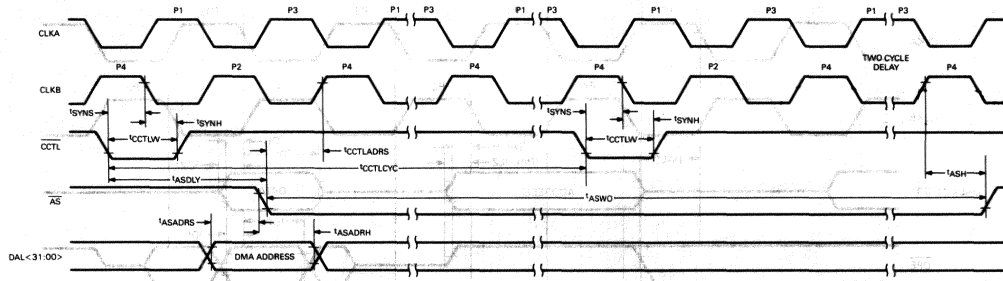 P1 P3 P1 P3 P1 P3 P1 P3 P1 P3
CLKA
TWO CYCLE
DELAY
P4 P2 P4 P4 P4 P2 P4 P4
CLKB
tSYNS tSYNH tSYNS tSYNH
CCTL
tCCTLW tCCTLADRS tCCTLW
tCCTLCYC
tASDLY tASH
AS
tASWO
tASADRS tASADRH
DAL<31:00>
DMA ADDRESS